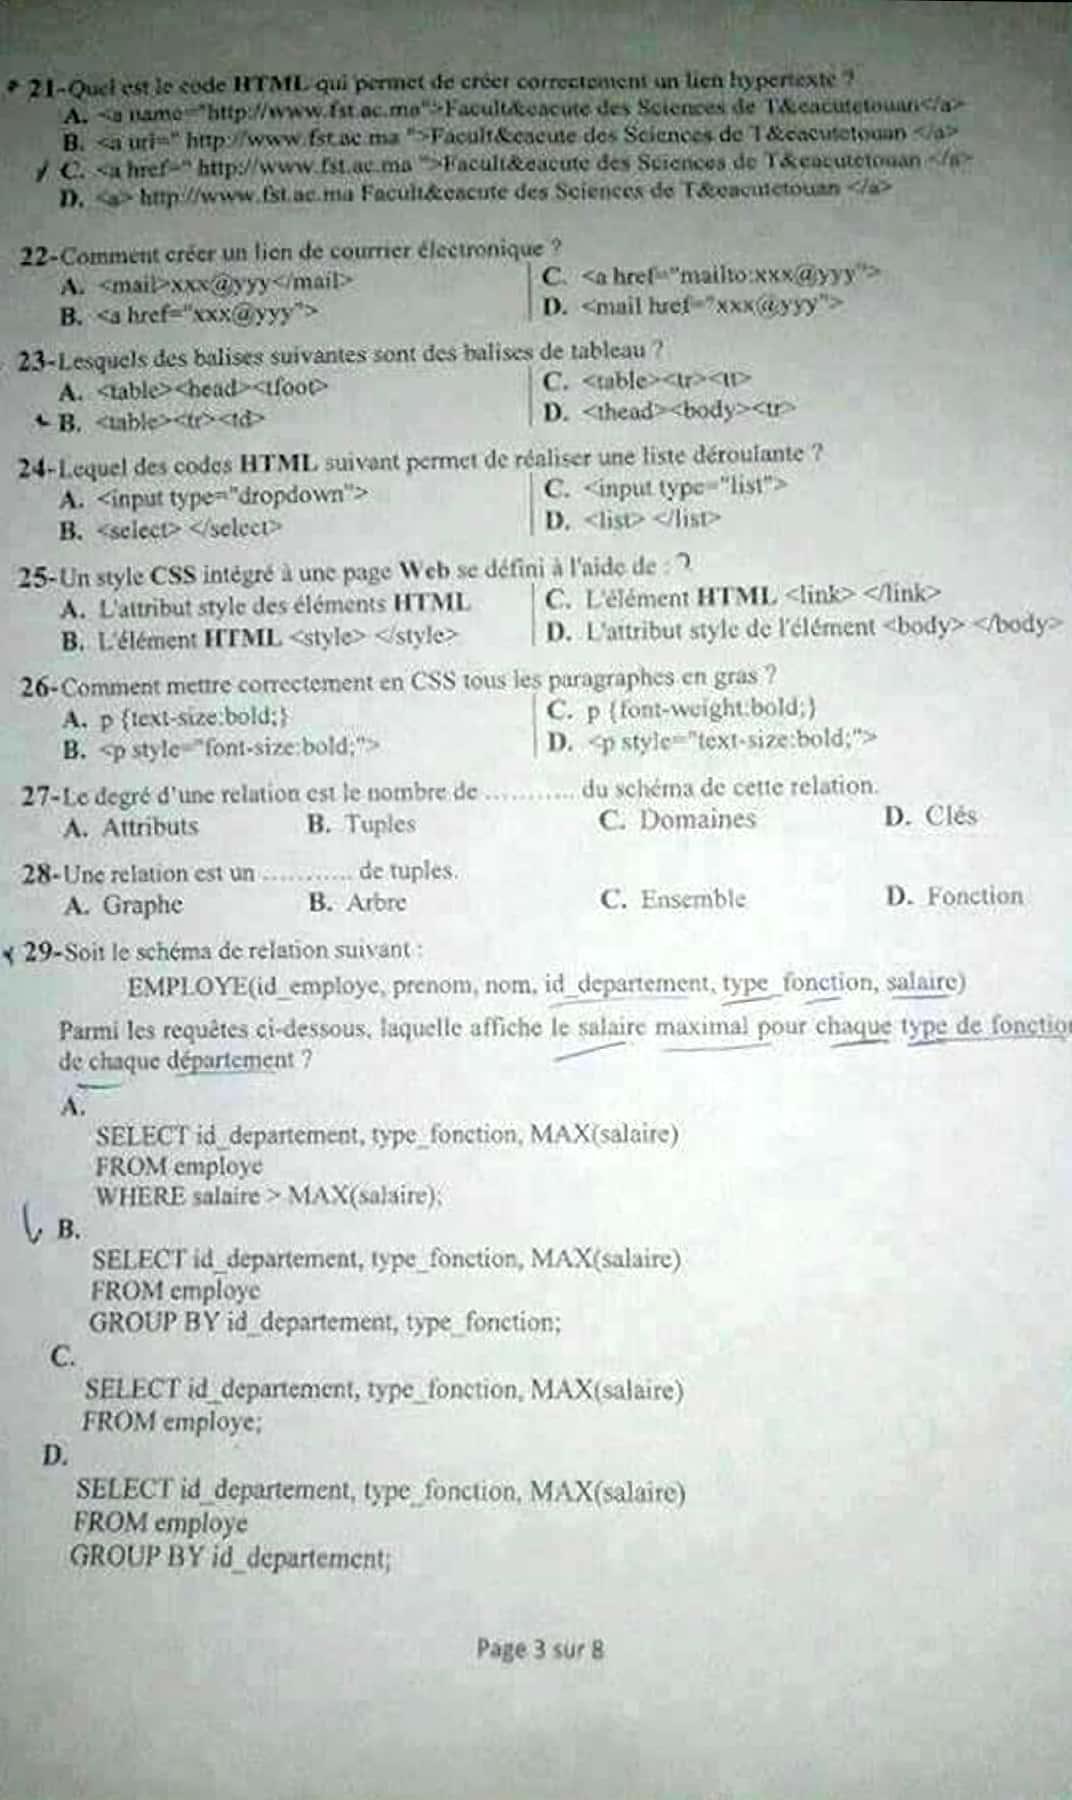 21-Quel est le code HTML qui permet de créer correctement un lien hypertexte ?
A. <a name="http://www.fst.ac.ma">Facult&eacute des Sciences de T&eacutetouan</a>
B. <a uri=" http://www.fst.ac.ma ">Facult&eacute des Sciences de T&eacutetouan </a>
C. <a href=" http://www.fst.ac.ma ">Facult&eacute des Sciences de T&eacutetouan </a>
D. <a> http://www.fst.ac.ma Facult&eacute des Sciences de T&eacutetouan </a>
22-Comment créer un lien de courrier électronique ?
A. <mail>xxx@yyy</mail>
B. <a href="xxx@yyy">
C. <a href="mailto:xxx@yyy">
D. <mail href="xxx@yyy">
23-Lesquels des balises suivantes sont des balises de tableau ?
A. <table><head><tfoot>
B. <table><tr><td>
C. <table><tr><tt>
D. <thead><body><tr>
24-Lequel des codes HTML suivant permet de réaliser une liste déroulante ?
A. <input type="dropdown">
B. <select> </select>
C. <input type="list">
D. <list> </list>
25-Un style CSS intégré à une page Web se défini à l'aide de : ?
A. L'attribut style des éléments HTML
B. L'élément HTML <style> </style>
C. L'élément HTML <link> </link>
D. L'attribut style de l'élément <body> </body>
26-Comment mettre correctement en CSS tous les paragraphes en gras ?
A. p {text-size:bold;}
B. <p style="font-size:bold;">
C. p {font-weight:bold;}
D. <p style="text-size:bold;">
27-Le degré d'une relation est le nombre de ........... du schéma de cette relation.
A. Attributs B. Tuples C. Domaines D. Clés
28-Une relation est un ........... de tuples.
A. Graphe B. Arbre C. Ensemble D. Fonction
29-Soit le schéma de relation suivant :
EMPLOYE(id_employe, prenom, nom, id_departement, type_fonction, salaire)
Parmi les requêtes ci-dessous, laquelle affiche le salaire maximal pour chaque type de fonction
de chaque département ?
A.
SELECT id_departement, type_fonction, MAX(salaire)
FROM employe
WHERE salaire > MAX(salaire);
B.
SELECT id_departement, type_fonction, MAX(salaire)
FROM employe
GROUP BY id_departement, type_fonction;
C.
SELECT id_departement, type_fonction, MAX(salaire)
FROM employe;
D.
SELECT id_departement, type_fonction, MAX(salaire)
FROM employe
GROUP BY id_departement;
Page 3 sur 8